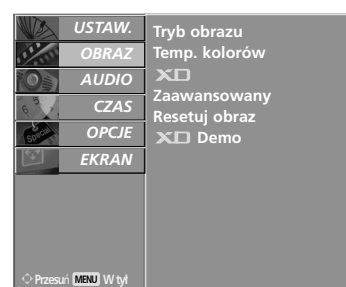 USTAW.
OBRAZ
AUDIO
CZAS
OPCJE
EKRAN
Tryb obrazu
Temp. kolorów
XD
Zaawansowany
Resetuj obraz
XD Demo
Przesuń MENU W tył